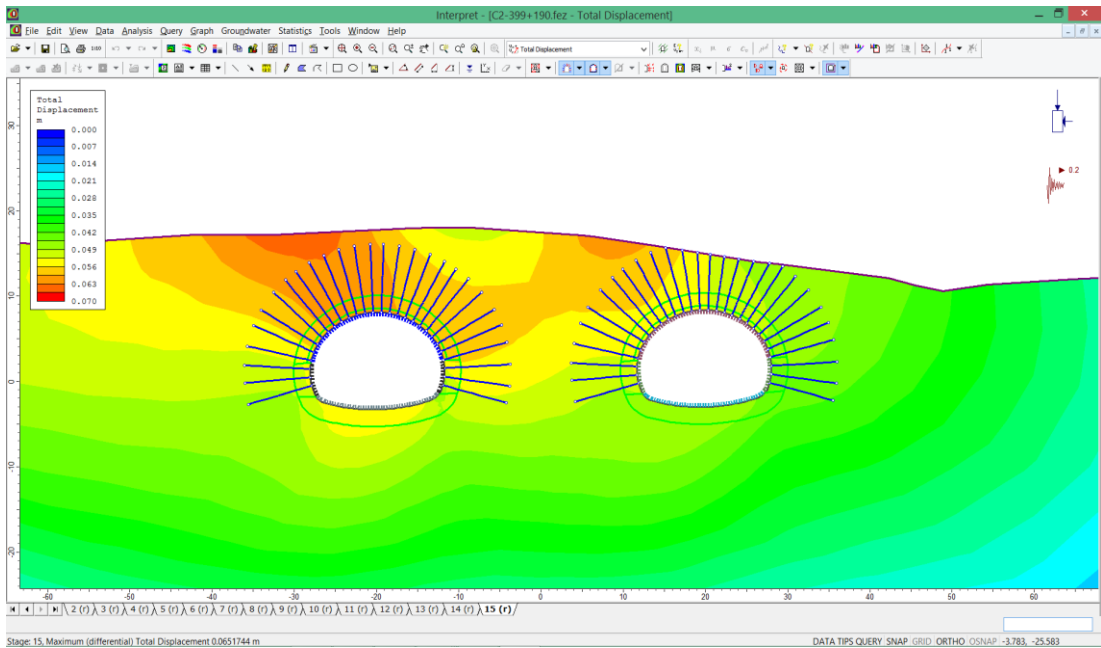 Interpret - [C2-399+190.fez - Total Displacement]
File Edit View Data Analysis Query Graph Groundwater Statistics Tools Window Help
Total Displacement
Total
Displacement
m
0.000
0.007
0.014
0.021
0.028
0.035
0.042
0.049
0.056
0.063
0.070
0.2
30
20
10
0
-10
-20
-60 -50 -40 -30 -20 -10 0 10 20 30 40 50 60
2 (r) 3 (r) 4 (r) 5 (r) 6 (r) 7 (r) 8 (r) 9 (r) 10 (r) 11 (r) 12 (r) 13 (r) 14 (r) 15 (r)
Stage: 15, Maximum (differential) Total Displacement 0.0651744 m
DATA TIPS QUERY SNAP GRID ORTHO OSNAP -3.783, -25.583